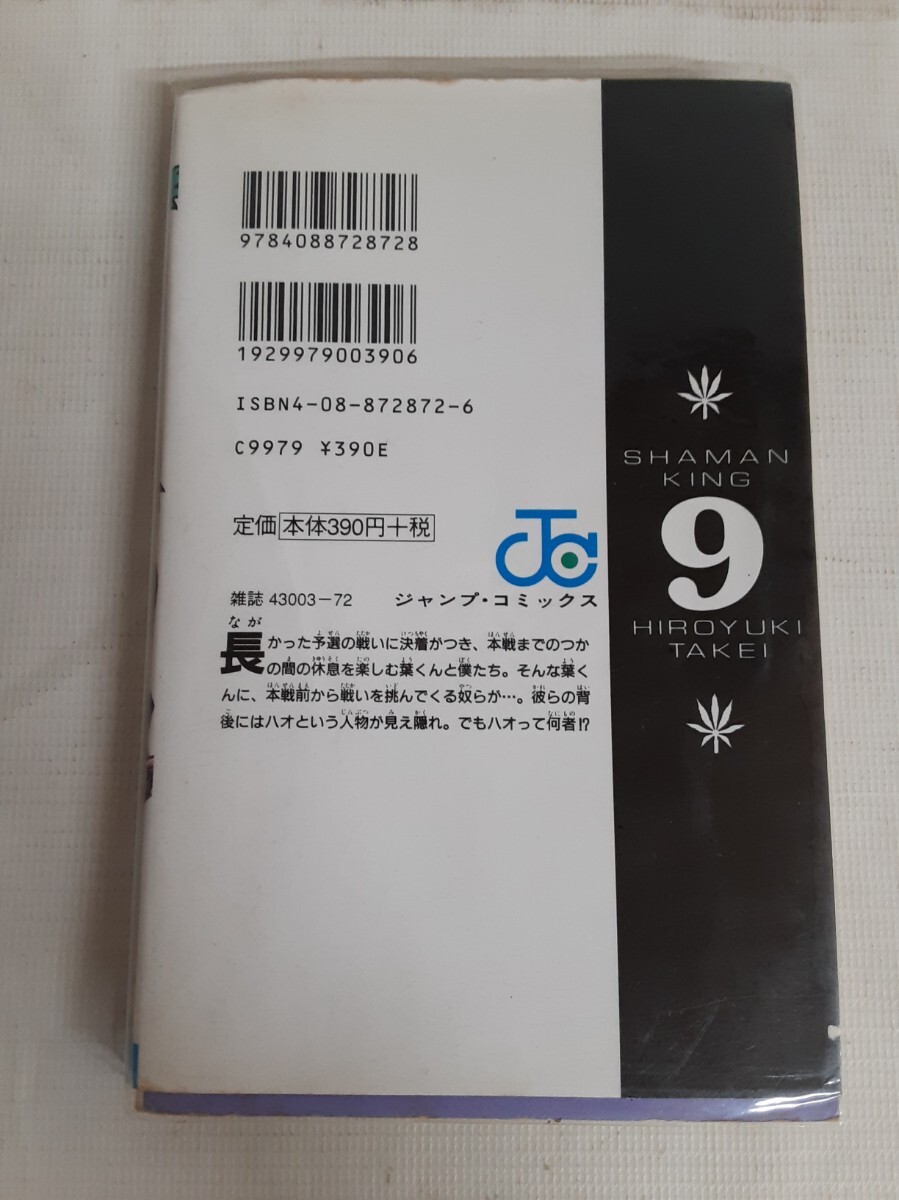 9784088728728
1929979003906
ISBN4-08-872872-6
C9979 ¥390E
定価 本体390円+税
雑誌 43003-72 ジャンプ・コミックス
長かった予選の戦いに決着がつき、本戦までのつか
の間の休息を楽しむ葉くんと僕たち。そんな葉く
んに、本戦前から戦いを挑んでくる奴らが…。彼らの背
後にはハオという人物が見え隠れ。でもハオって何者!?
SHAMAN
KING
9
HIROYUKI
TAKEI